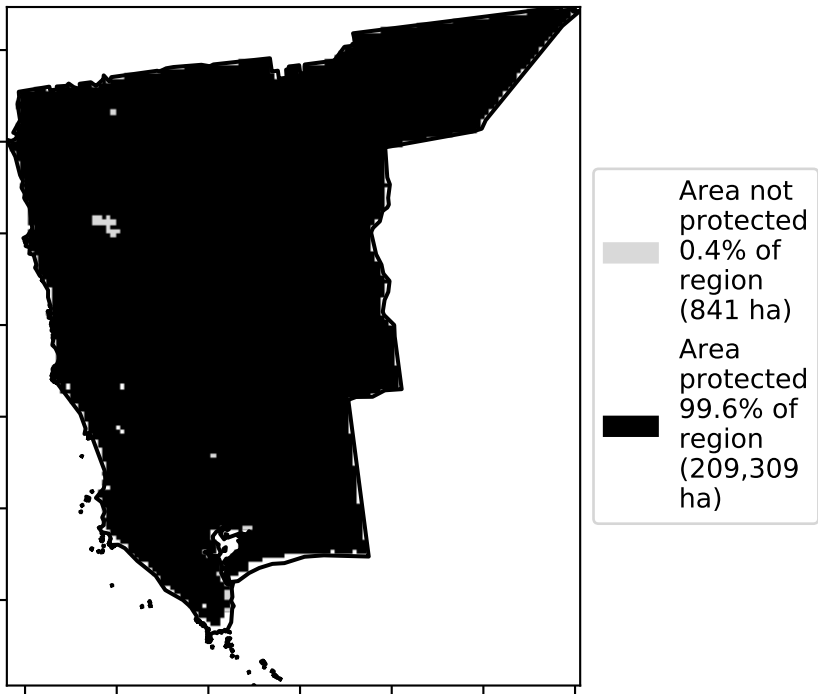 Area not
protected
0.4% of
region
(841 ha)
Area
protected
99.6% of
region
(209,309
ha)